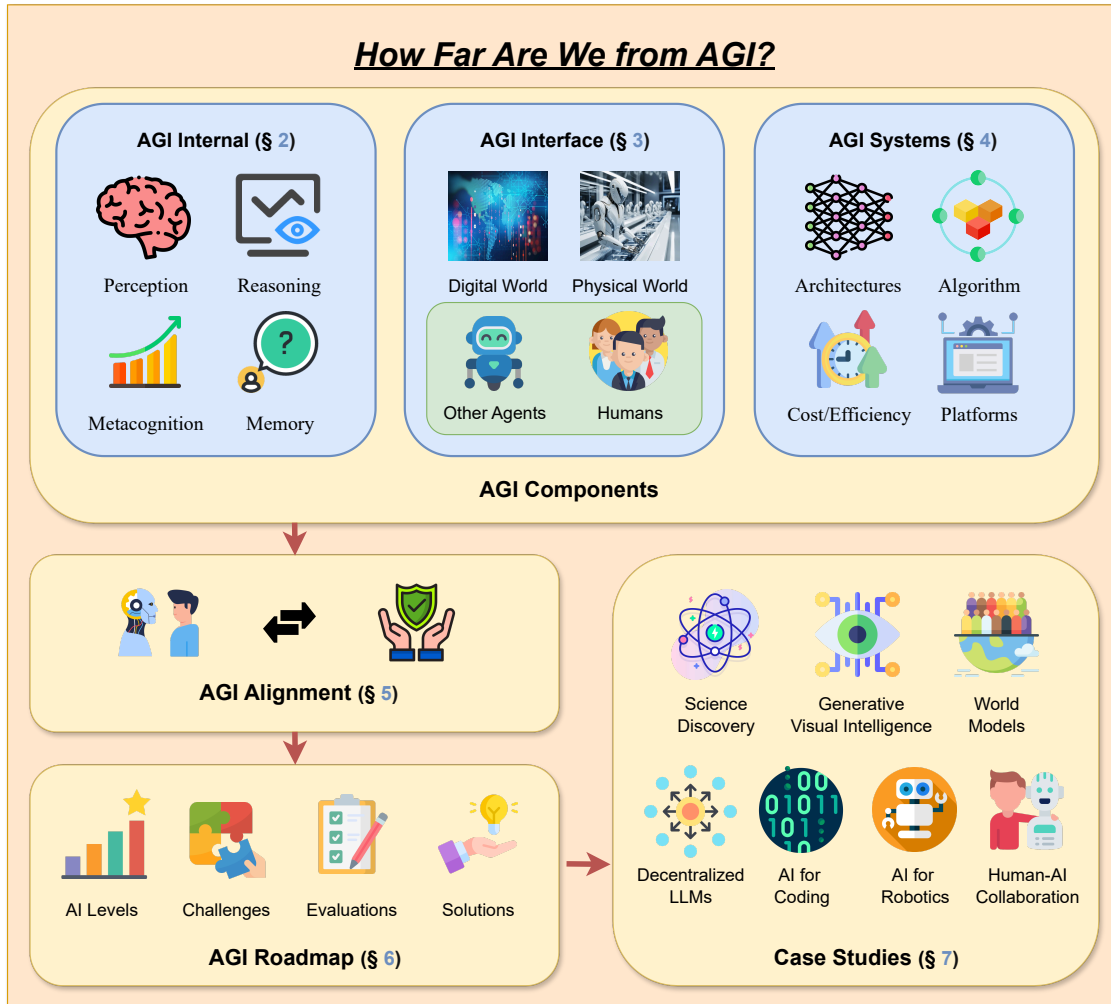 How Far Are We from AGI?
AGI Internal (§ 2)
Perception
Reasoning
Metacognition
Memory
AGI Interface (§ 3)
Digital World
Physical World
Other Agents
Humans
AGI Systems (§ 4)
Architectures
Algorithm
Cost/Efficiency
Platforms
AGI Components
AGI Alignment (§ 5)
AI Levels
Challenges
Evaluations
Solutions
AGI Roadmap (§ 6)
Science
Discovery
Generative
Visual Intelligence
World
Models
Decentralized
LLMs
AI for
Coding
AI for
Robotics
Human-AI
Collaboration
Case Studies (§ 7)